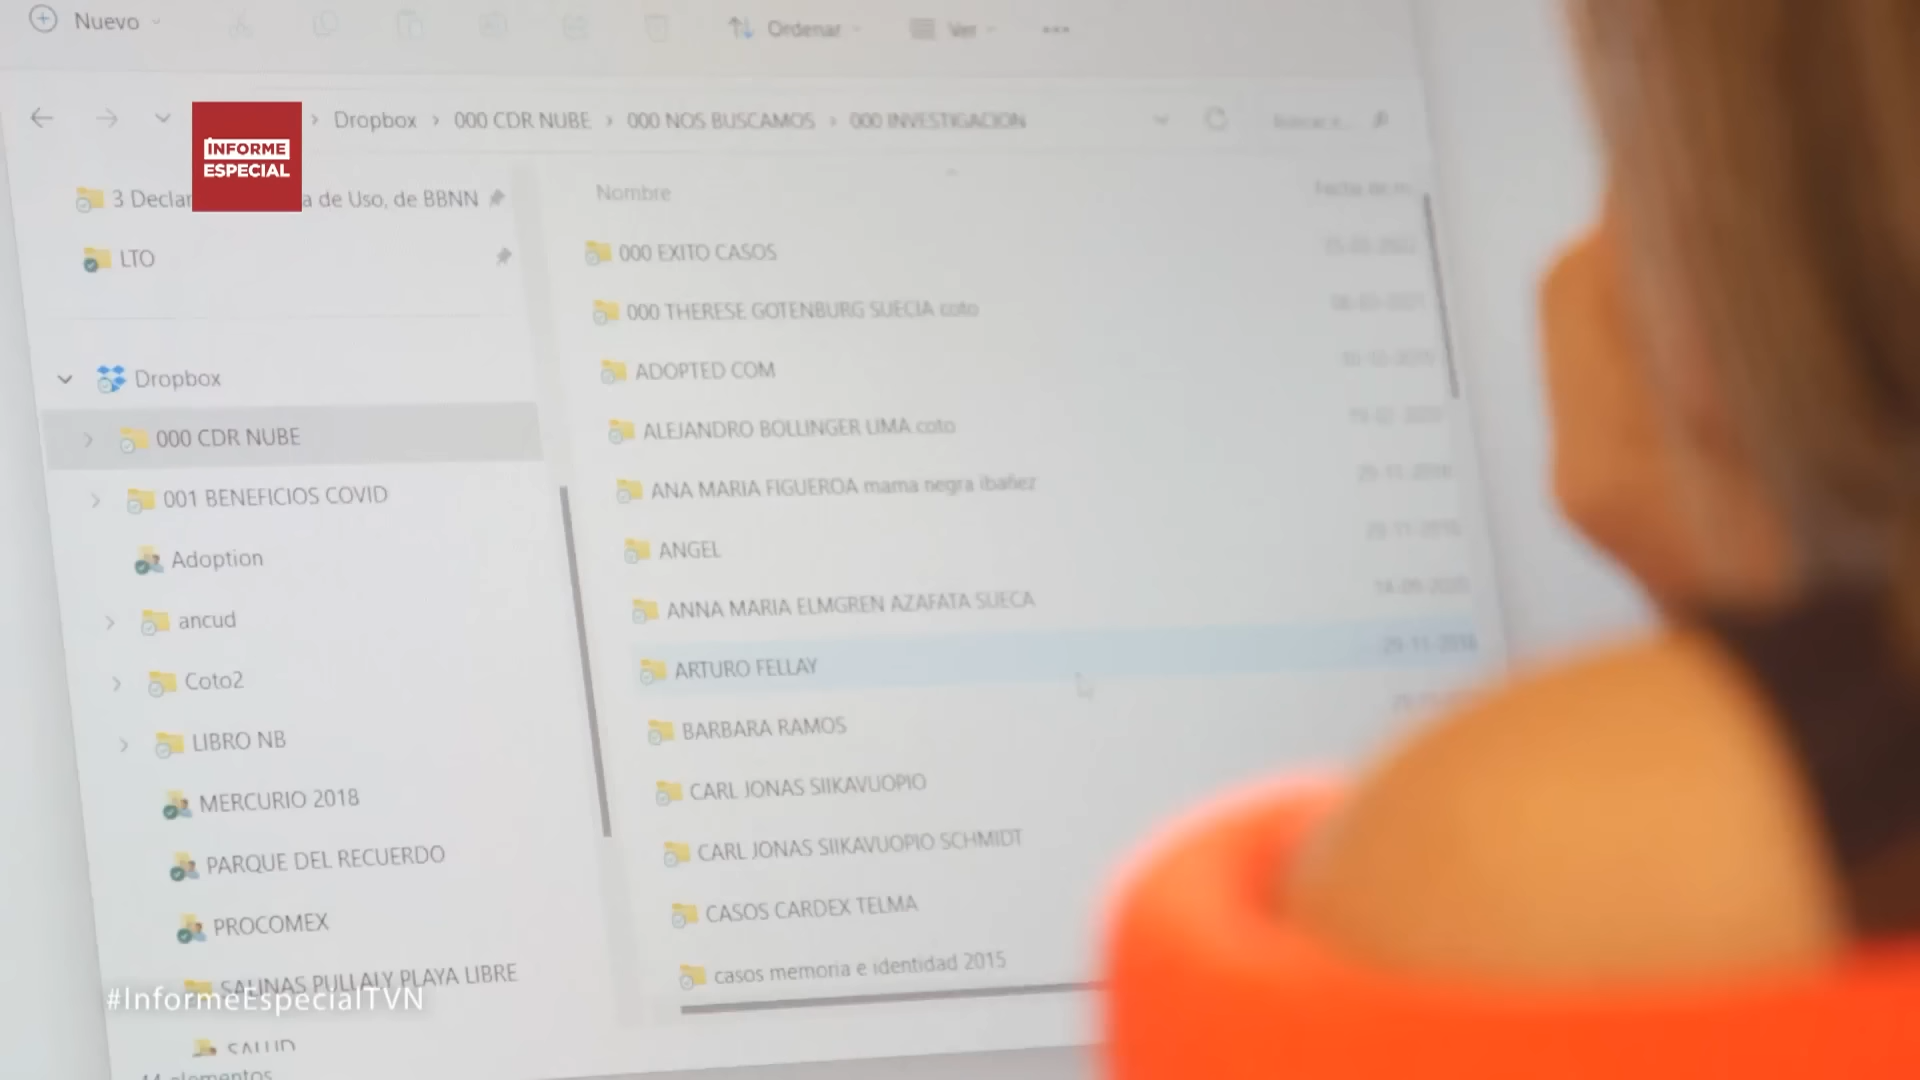 Nuevo
Ordenar
Ver
INFORME
ESPECIAL
Dropbox › 000 CDR NUBE › 000 NOS BUSCAMOS › 000 INVESTIGACION
3 Declar
a de Uso, de BBNN
LTO
Dropbox
000 CDR NUBE
001 BENEFICIOS COVID
Adoption
ancud
Coto2
LIBRO NB
MERCURIO 2018
PARQUE DEL RECUERDO
PROCOMEX
SALINAS PULLALY PLAYA LIBRE
SALUD
Nombre
000 EXITO CASOS
000 THERESE GOTENBURG SUECIA coto
ADOPTED COM
ALEJANDRO BOLLINGER LIMA coto
ANA MARIA FIGUEROA mama negra ibañez
ANGEL
ANNA MARIA ELMGREN AZAFATA SUECA
ARTURO FELLAY
BARBARA RAMOS
CARL JONAS SIIKAVUOPIO
CARL JONAS SIIKAVUOPIO SCHMIDT
CASOS CARDEX TELMA
casos memoria e identidad 2015
#InformeEspecialTVN
elementos